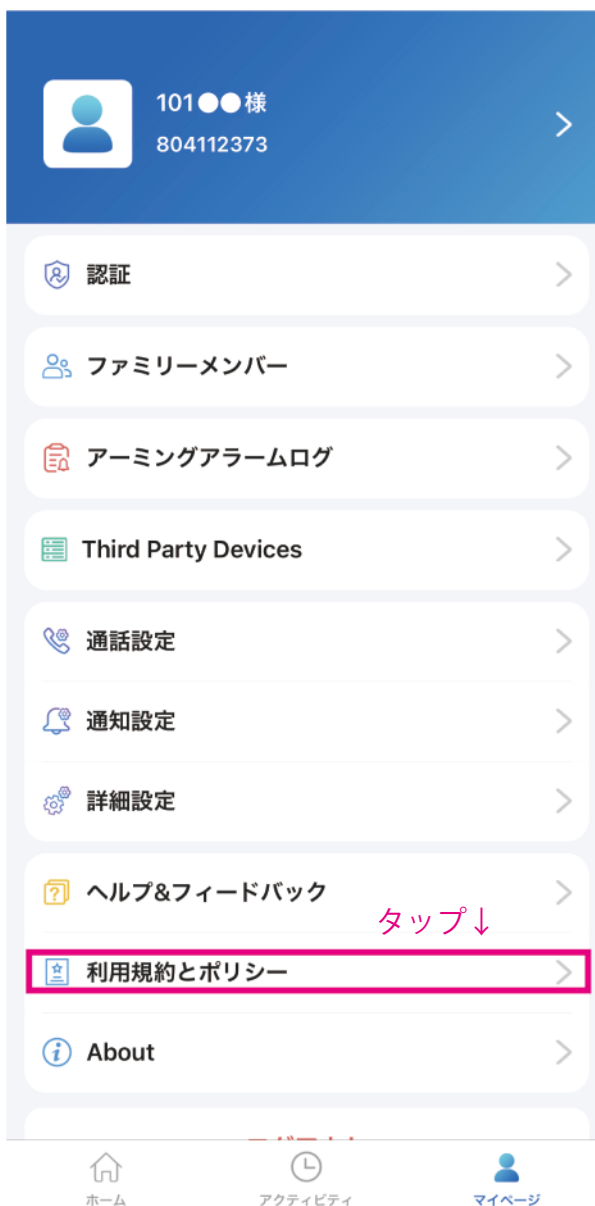 101●●様
804112373
認証
ファミリーメンバー
アーミングアラームログ
Third Party Devices
通話設定
通知設定
詳細設定
ヘルプ&フィードバック
タップ↓
利用規約とポリシー
About
ホーム
アクティビティ
マイページ